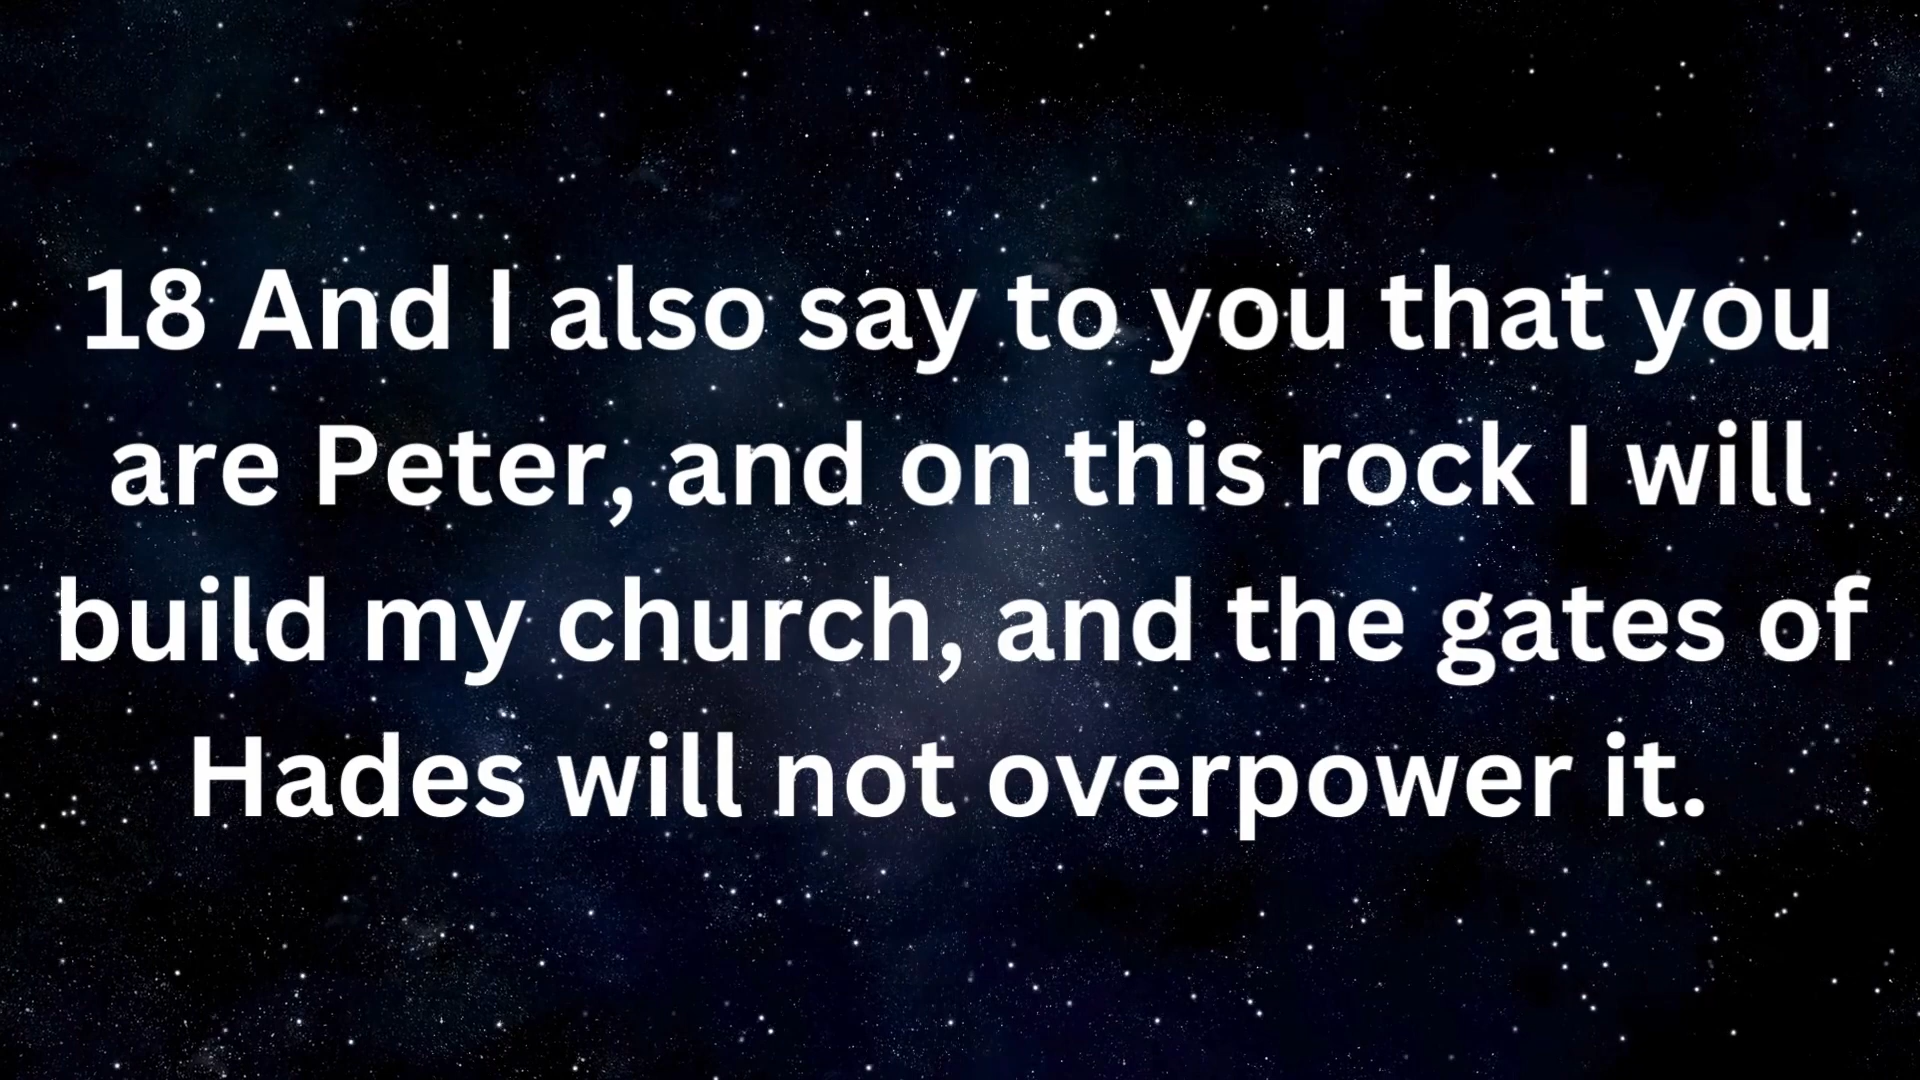 18 And I also say to you that you
are Peter, and on this rock I will
build my church, and the gates of
Hades will not overpower it.